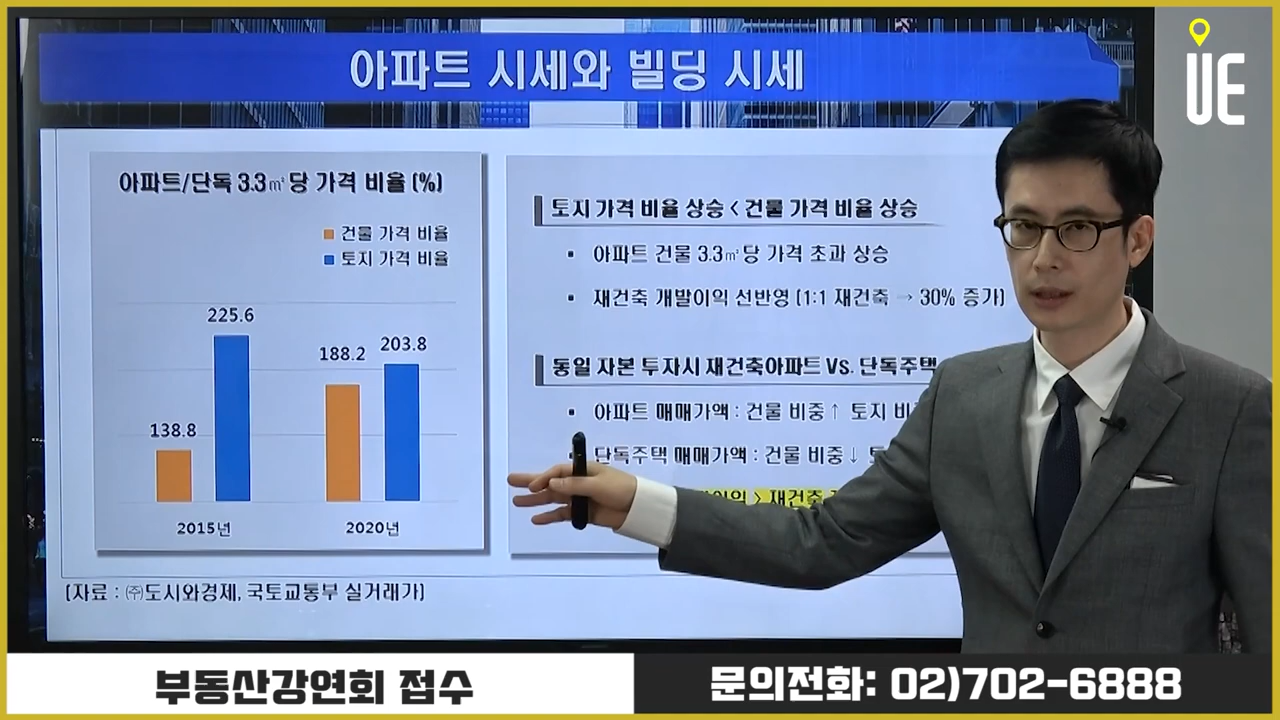 아파트 시세와 빌딩 시세
UE
아파트/단독 3.3㎡당 가격 비율 (%)
건물 가격 비율
토지 가격 비율
225.6
188.2
203.8
138.8
2015년
2020년
토지 가격 비율 상승 < 건물 가격 비율 상승
아파트 건물 3.3㎡당 가격 초과 상승
재건축 개발이익 선반영 (1:1 재건축 → 30% 증가)
동일 자본 투자시 재건축아파트 Vs. 단독주택
아파트 매매가액 : 건물 비중↑ 토지
단독주택 매매가액 : 건물 비중↓
> 재건축
[자료 : ㈜도시와경제, 국토교통부 실거래가]
부동산강연회 접수
문의전화: 02)702-6888